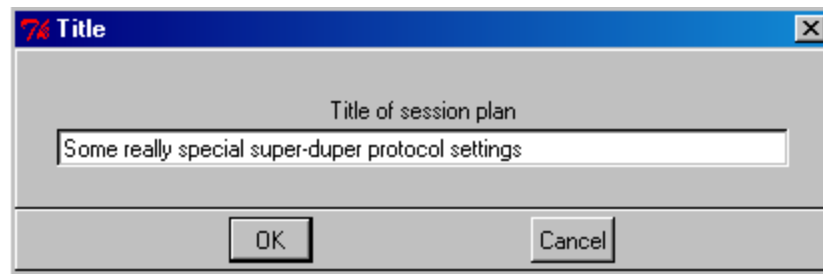 Title
Title of session plan
Some really special super-duper protocol settings
OK Cancel